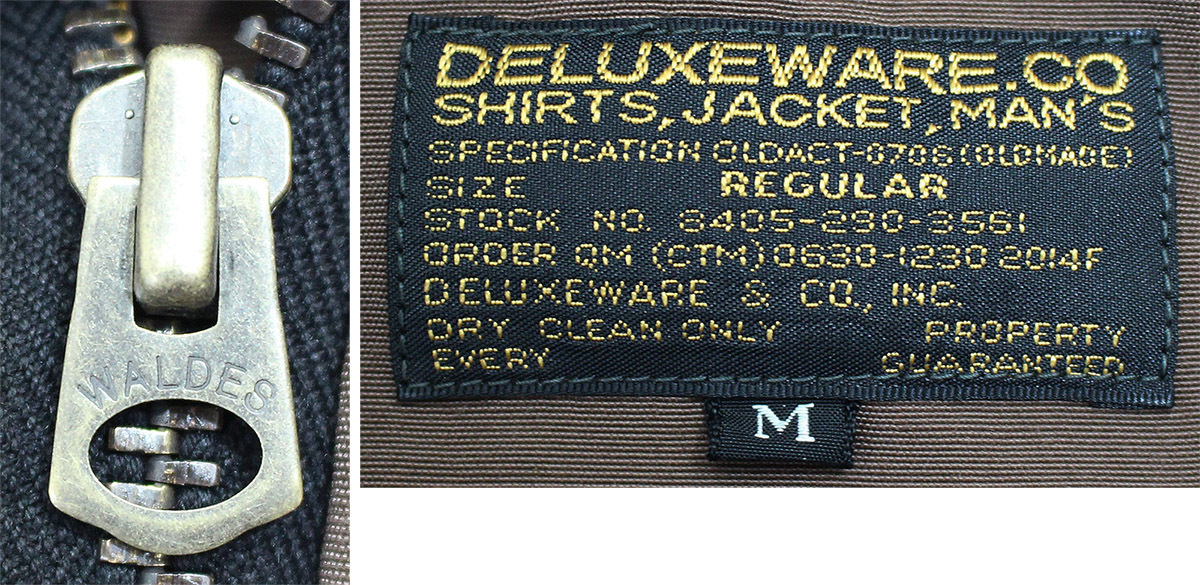 WALDES
DELUXEWARE.CO
SHIRTS, JACKET, MAN'S
SPECIFICATION OLDACT-0706 (OLDMADE)
SIZE REGULAR
STOCK NO. 8405-290-3561
ORDER QM (CTM) 0630-1230 2014F
DELUXEWARE & CO., INC.
DRY CLEAN ONLY PROPERTY
EVERY GUARANTEED
M